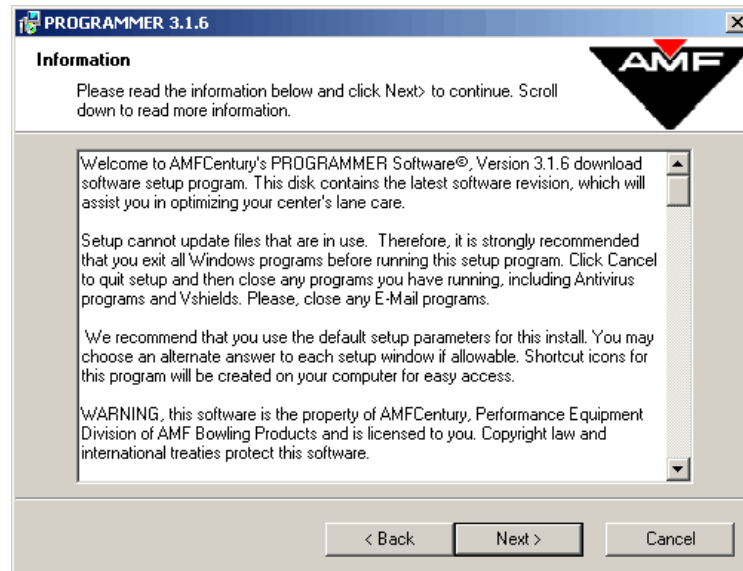 PROGRAMMER 3.1.6
Information
AMF
Please read the information below and click Next> to continue. Scroll
down to read more information.
Welcome to AMFCentury's PROGRAMMER Software©, Version 3.1.6 download
software setup program. This disk contains the latest software revision, which will
assist you in optimizing your center's lane care.
Setup cannot update files that are in use.  Therefore, it is strongly recommended
that you exit all Windows programs before running this setup program. Click Cancel
to quit setup and then close any programs you have running, including Antivirus
programs and Vshields. Please, close any E-Mail programs.
We recommend that you use the default setup parameters for this install. You may
choose an alternate answer to each setup window if allowable. Shortcut icons for
this program will be created on your computer for easy access.
WARNING, this software is the property of AMFCentury, Performance Equipment
Division of AMF Bowling Products and is licensed to you. Copyright law and
international treaties protect this software.
< Back
Next >
Cancel